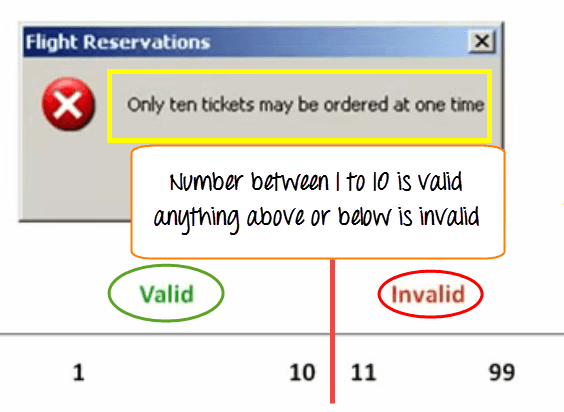 Flight Reservations
Only ten tickets may be ordered at one time
Number between 1 to 10 is valid
anything above or below is invalid
Valid Invalid
1 10 11 99